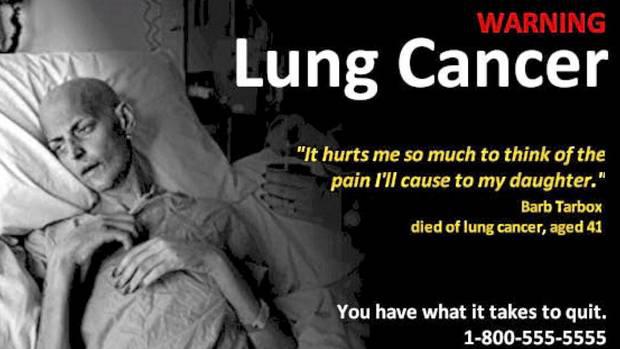 WARNING
Lung Cancer
"It hurts me so much to think of the
pain I'll cause to my daughter."
Barb Tarbox
died of lung cancer, aged 41
You have what it takes to quit.
1-800-555-5555